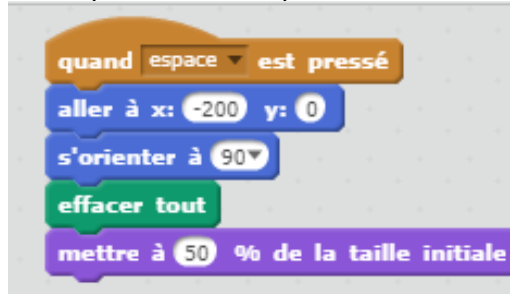 quand espace est pressé
aller à x: -200 y: 0
s'orienter à 90
effacer tout
mettre à 50 % de la taille initiale